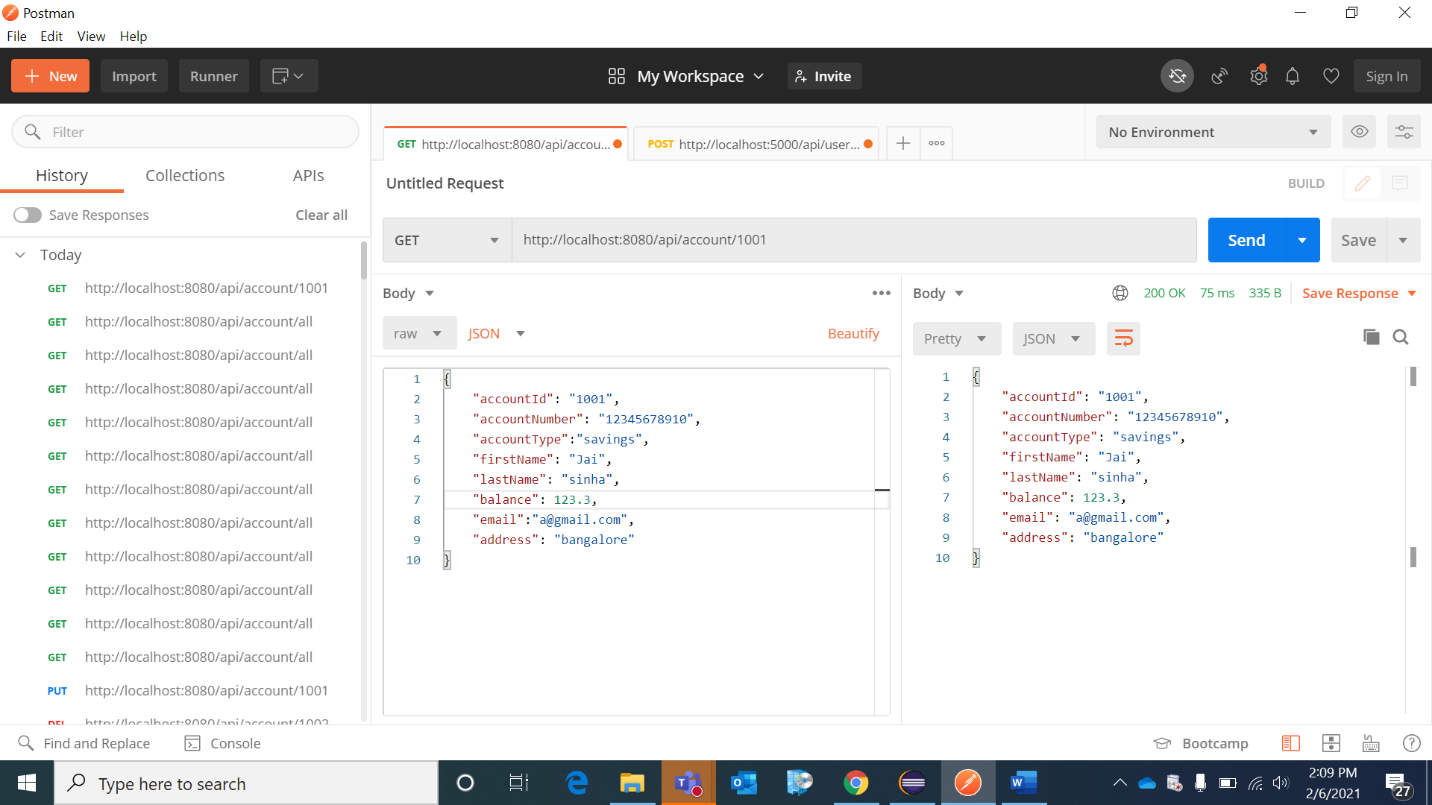 Postman
File Edit View Help
New Import Runner My Workspace Invite Sign In
Filter
GET http://localhost:8080/api/accou... POST http://localhost:5000/api/user... No Environment
History Collections APIs
Untitled Request BUILD
Save Responses Clear all
GET http://localhost:8080/api/account/1001 Send Save
Today
GET http://localhost:8080/api/account/1001
GET http://localhost:8080/api/account/all
GET http://localhost:8080/api/account/all
GET http://localhost:8080/api/account/all
GET http://localhost:8080/api/account/all
GET http://localhost:8080/api/account/all
GET http://localhost:8080/api/account/all
GET http://localhost:8080/api/account/all
GET http://localhost:8080/api/account/all
GET http://localhost:8080/api/account/all
GET http://localhost:8080/api/account/all
GET http://localhost:8080/api/account/all
PUT http://localhost:8080/api/account/1001
DEL http://localhost:8080/api/account/1002
Body
raw JSON Beautify
1 {
2 "accountId": "1001",
3 "accountNumber": "12345678910",
4 "accountType":"savings",
5 "firstName": "Jai",
6 "lastName": "sinha",
7 "balance": 123.3,
8 "email":"a@gmail.com",
9 "address": "bangalore"
10 }
Body 200 OK 75 ms 335 B Save Response
Pretty JSON
1 {
2 "accountId": "1001",
3 "accountNumber": "12345678910",
4 "accountType": "savings",
5 "firstName": "Jai",
6 "lastName": "sinha",
7 "balance": 123.3,
8 "email": "a@gmail.com",
9 "address": "bangalore"
10 }
Find and Replace Console Bootcamp
Type here to search
2:09 PM
2/6/2021
27